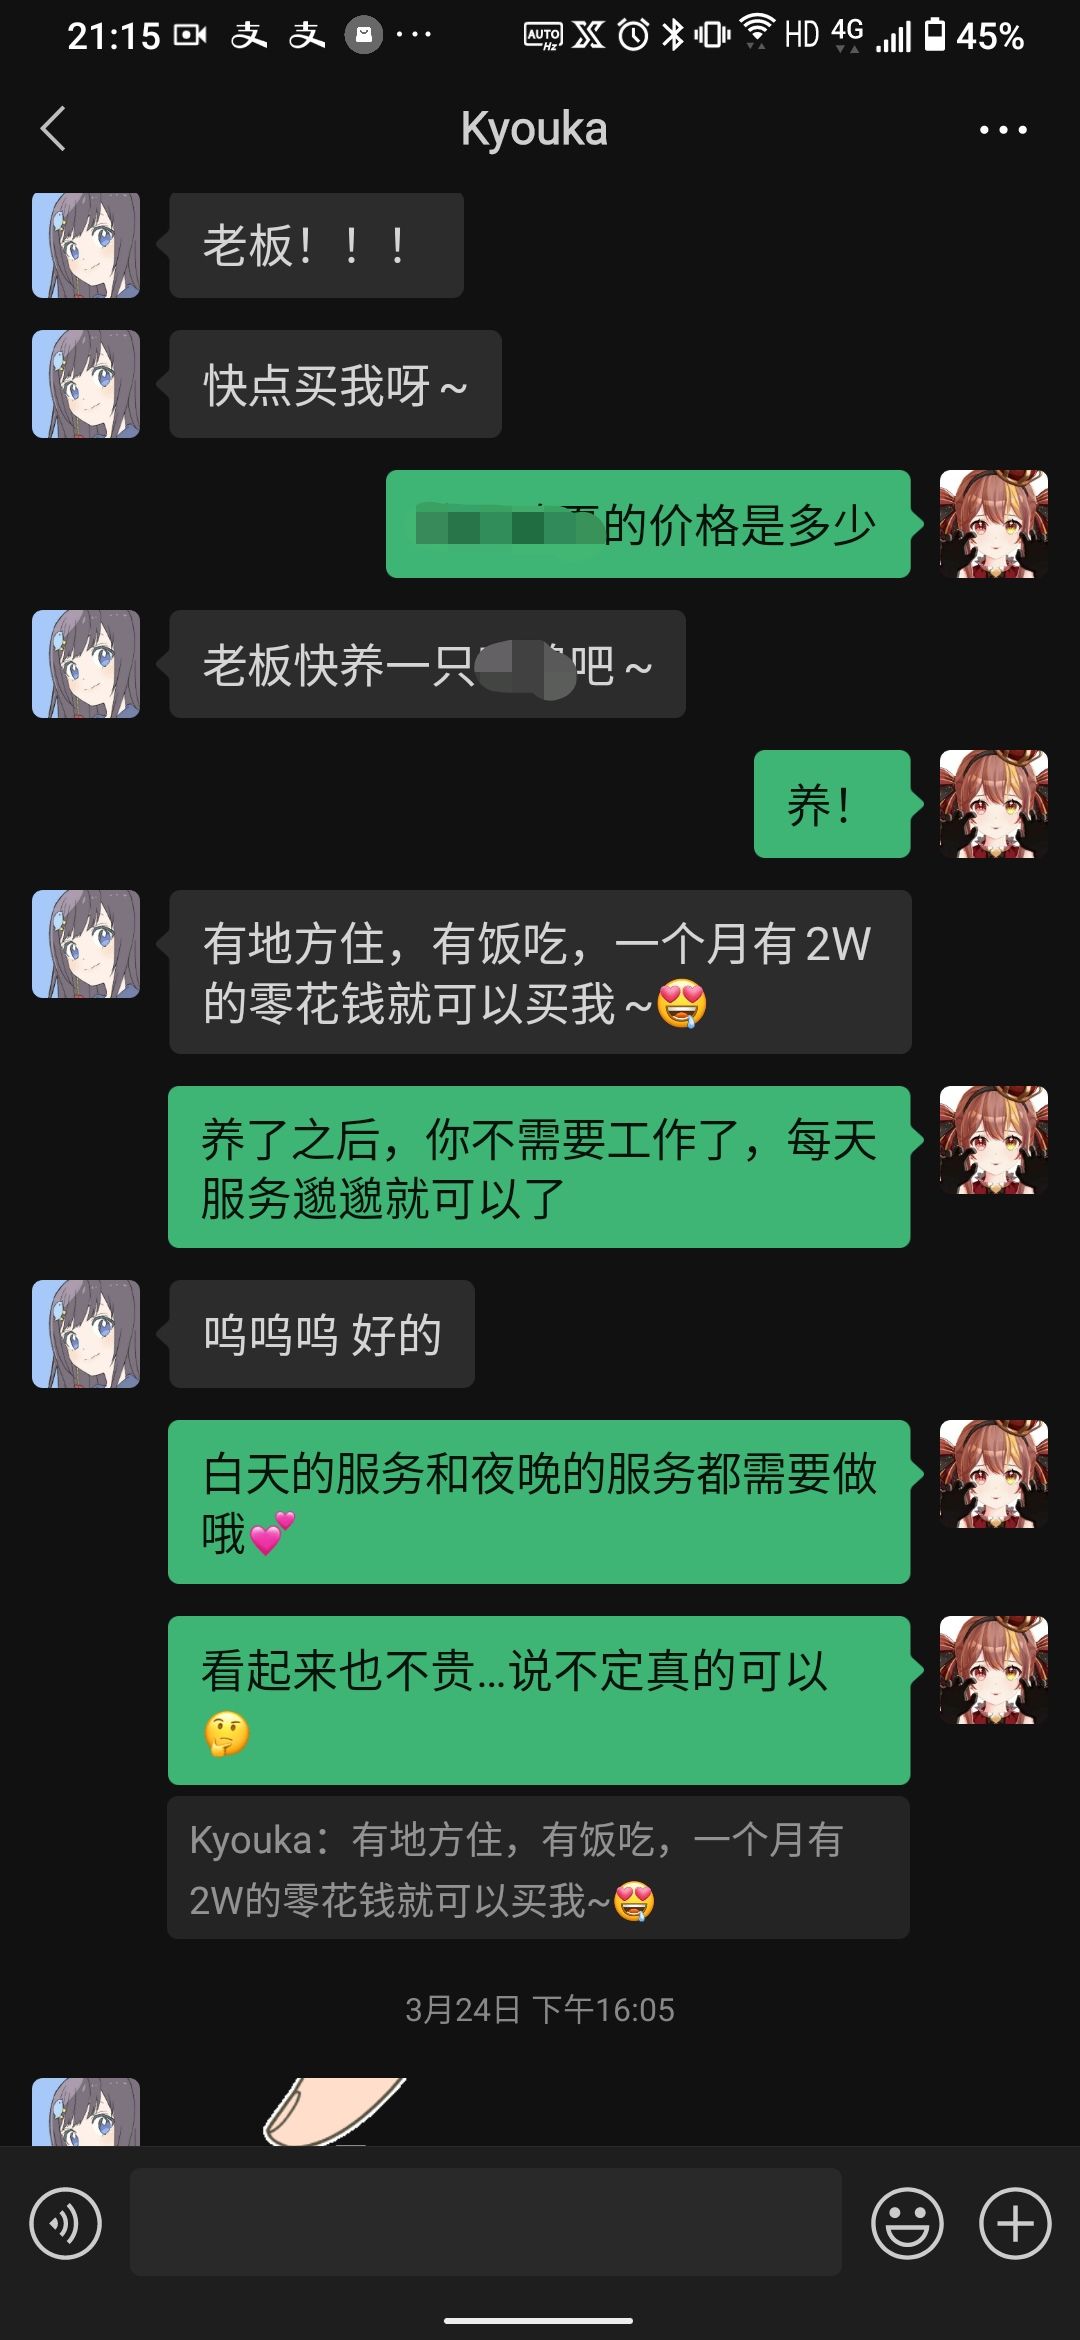 21:15
AUTO Hz HD 4G 45%
Kyouka
老板！！！
快点买我呀~
的价格是多少
老板快养一只
吧~
养！
有地方住，有饭吃，一个月有2W
的零花钱就可以买我~🤤
养了之后，你不需要工作了，每天
服务邈邈就可以了
呜呜呜 好的
白天的服务和夜晚的服务都需要做
哦💕
看起来也不贵...说不定真的可以
🤔
Kyouka：有地方住，有饭吃，一个月有
2W的零花钱就可以买我~🤤
3月24日 下午16:05